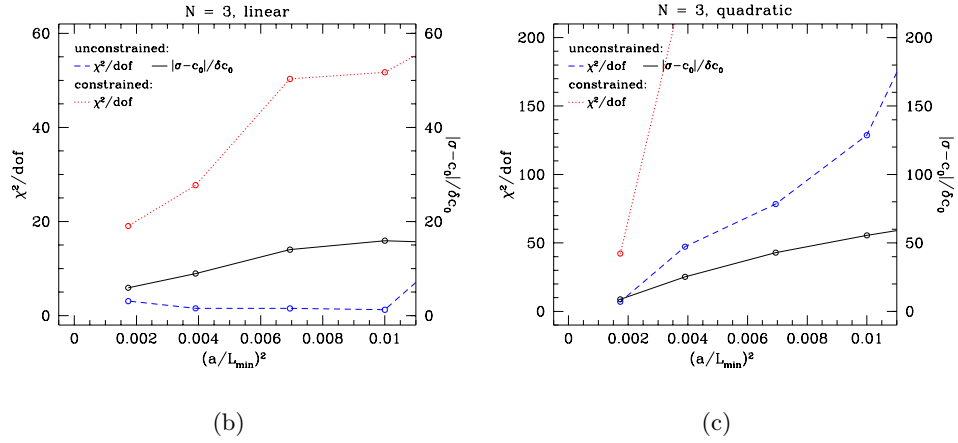 N = 3, linear
60
40
20
0
χ²/dof
unconstrained:
χ²/dof |σ−c₀|/δc₀
constrained:
χ²/dof
60
40
20
0
|σ−c₀|/δc₀
0 0.002 0.004 0.006 0.008 0.01
(a/Lₘᵢₙ)²
(b)
N = 3, quadratic
200
150
100
50
0
χ²/dof
unconstrained:
χ²/dof |σ−c₀|/δc₀
constrained:
χ²/dof
200
150
100
50
0
|σ−c₀|/δc₀
0 0.002 0.004 0.006 0.008 0.01
(a/Lₘᵢₙ)²
(c)